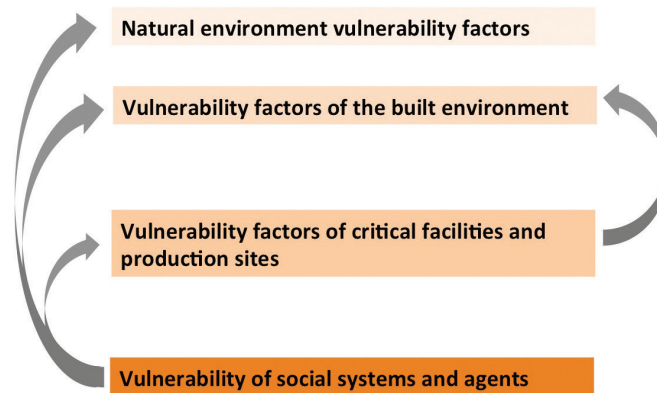 Natural environment vulnerability factors
Vulnerability factors of the built environment
Vulnerability factors of critical facilities and
production sites
Vulnerability of social systems and agents